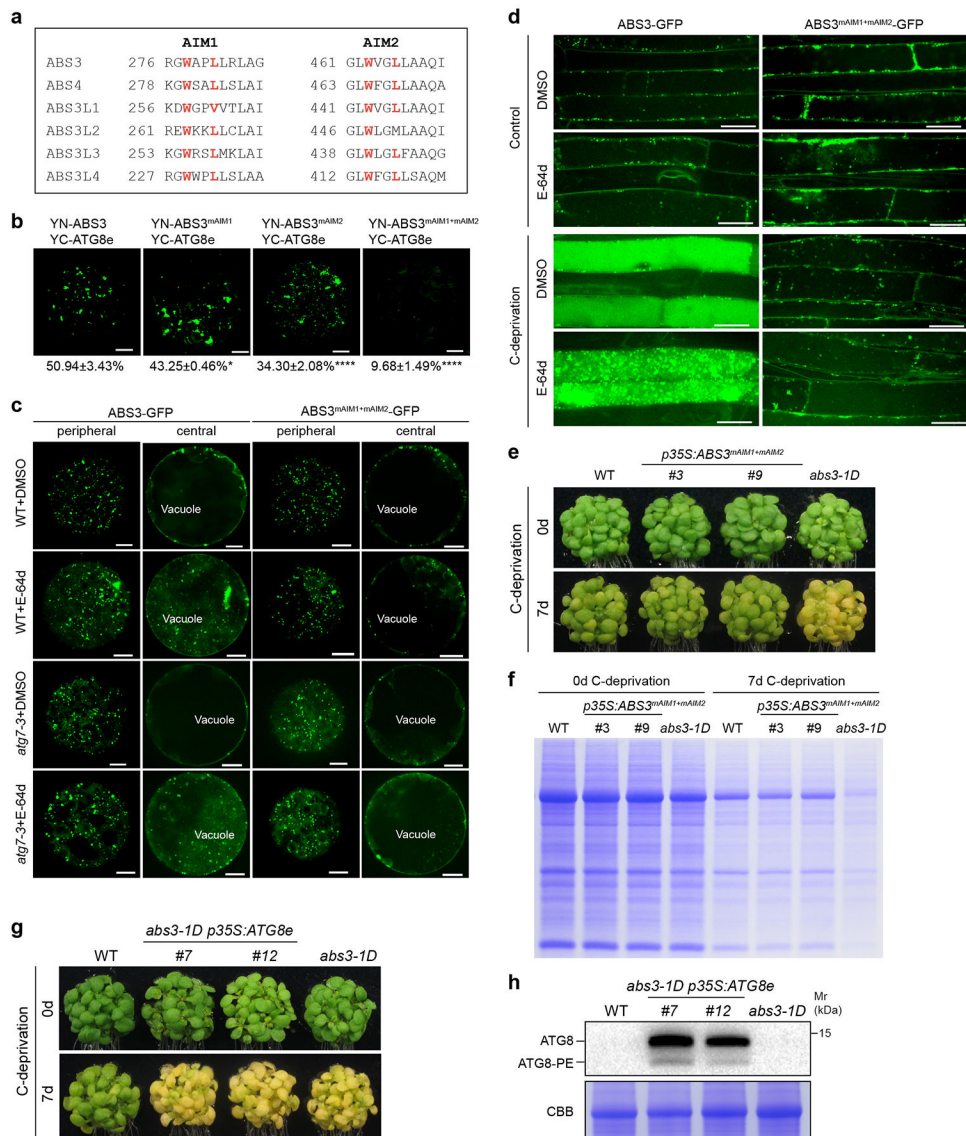 a
AIM1 AIM2
ABS3 276 RGWAPLLRLAG 461 GLWVGLLAAQI
ABS4 278 KGWSALLSLAI 463 GLWFGLLAAQA
ABS3L1 256 KDWGPVVTLAI 441 GLWVGLLAAQI
ABS3L2 261 REWKKLLCLAI 446 GLWLGMLAAQI
ABS3L3 253 KGWRSLMKLAI 438 GLWLGLFAAQG
ABS3L4 227 RGWWPLLSLAA 412 GLWFGLLSAQM
b
YN-ABS3 YN-ABS3mAIM1 YN-ABS3mAIM2 YN-ABS3mAIM1+mAIM2
YC-ATG8e YC-ATG8e YC-ATG8e YC-ATG8e
50.94±3.43% 43.25±0.46%* 34.30±2.08%**** 9.68±1.49%****
c
ABS3-GFP ABS3mAIM1+mAIM2-GFP
peripheral central peripheral central
WT+DMSO
Vacuole Vacuole
WT+E-64d
Vacuole Vacuole
atg7-3+DMSO
Vacuole Vacuole
atg7-3+E-64d
Vacuole Vacuole
d
ABS3-GFP ABS3mAIM1+mAIM2-GFP
Control
DMSO
E-64d
C-deprivation
DMSO
E-64d
e
p35S:ABS3mAIM1+mAIM2
WT #3 #9 abs3-1D
C-deprivation
0d
7d
f
0d C-deprivation 7d C-deprivation
p35S:ABS3mAIM1+mAIM2 p35S:ABS3mAIM1+mAIM2
WT #3 #9 abs3-1D WT #3 #9 abs3-1D
g
abs3-1D p35S:ATG8e
WT #7 #12 abs3-1D
C-deprivation
0d
7d
h
abs3-1D p35S:ATG8e
WT #7 #12 abs3-1D
Mr
(kDa)
ATG8
15
ATG8-PE
CBB